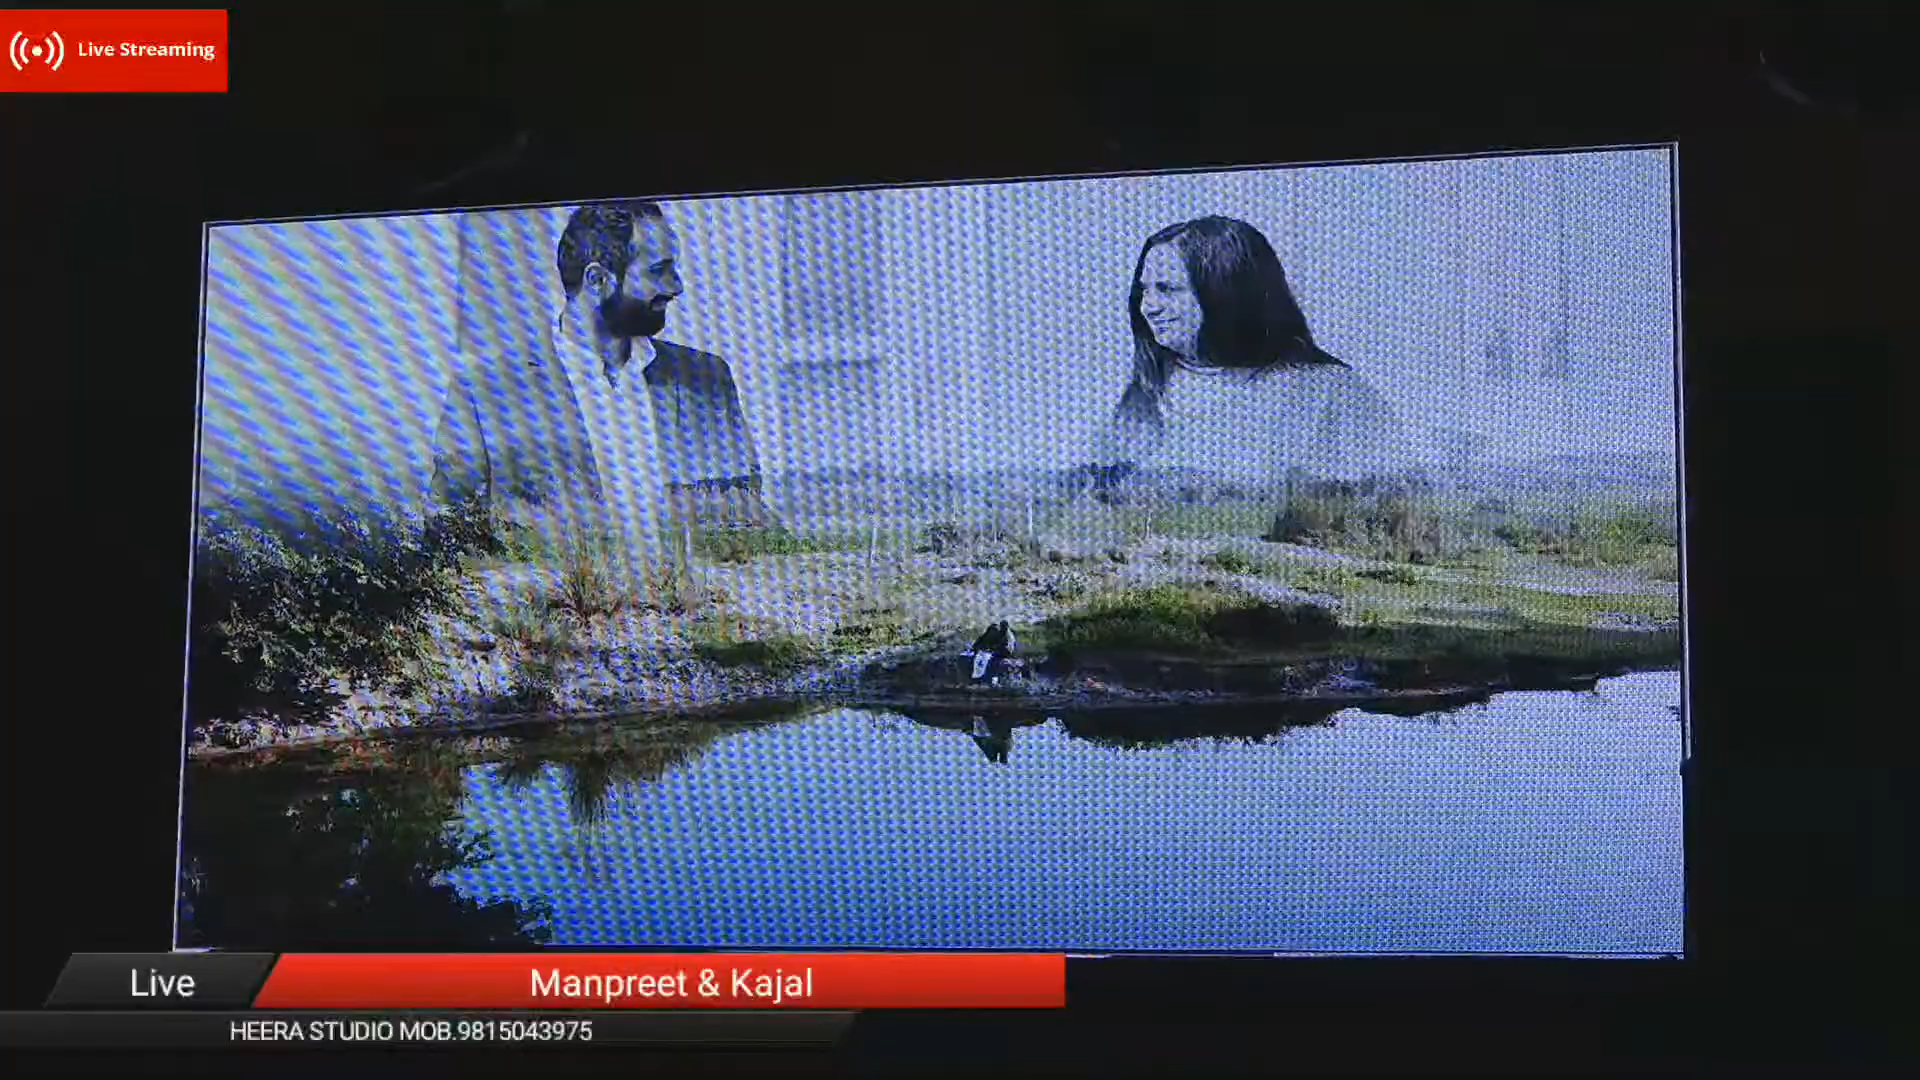 Live Streaming
Live
Manpreet & Kajal
HEERA STUDIO MOB.9815043975